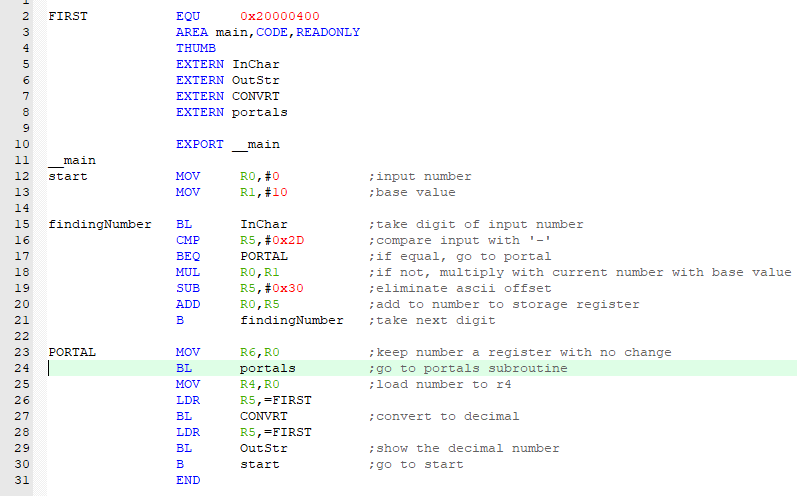 1
2 FIRST EQU 0x20000400
3 AREA main,CODE,READONLY
4 THUMB
5 EXTERN InChar
6 EXTERN OutStr
7 EXTERN CONVRT
8 EXTERN portals
9
10 EXPORT __main
11 __main
12 start MOV R0,#0 ;input number
13 MOV R1,#10 ;base value
14
15 findingNumber BL InChar ;take digit of input number
16 CMP R5,#0x2D ;compare input with '-'
17 BEQ PORTAL ;if equal, go to portal
18 MUL R0,R1 ;if not, multiply with current number with base value
19 SUB R5,#0x30 ;eliminate ascii offset
20 ADD R0,R5 ;add to number to storage register
21 B findingNumber ;take next digit
22
23 PORTAL MOV R6,R0 ;keep number a register with no change
24 BL portals ;go to portals subroutine
25 MOV R4,R0 ;load number to r4
26 LDR R5,=FIRST
27 BL CONVRT ;convert to decimal
28 LDR R5,=FIRST
29 BL OutStr ;show the decimal number
30 B start ;go to start
31 END